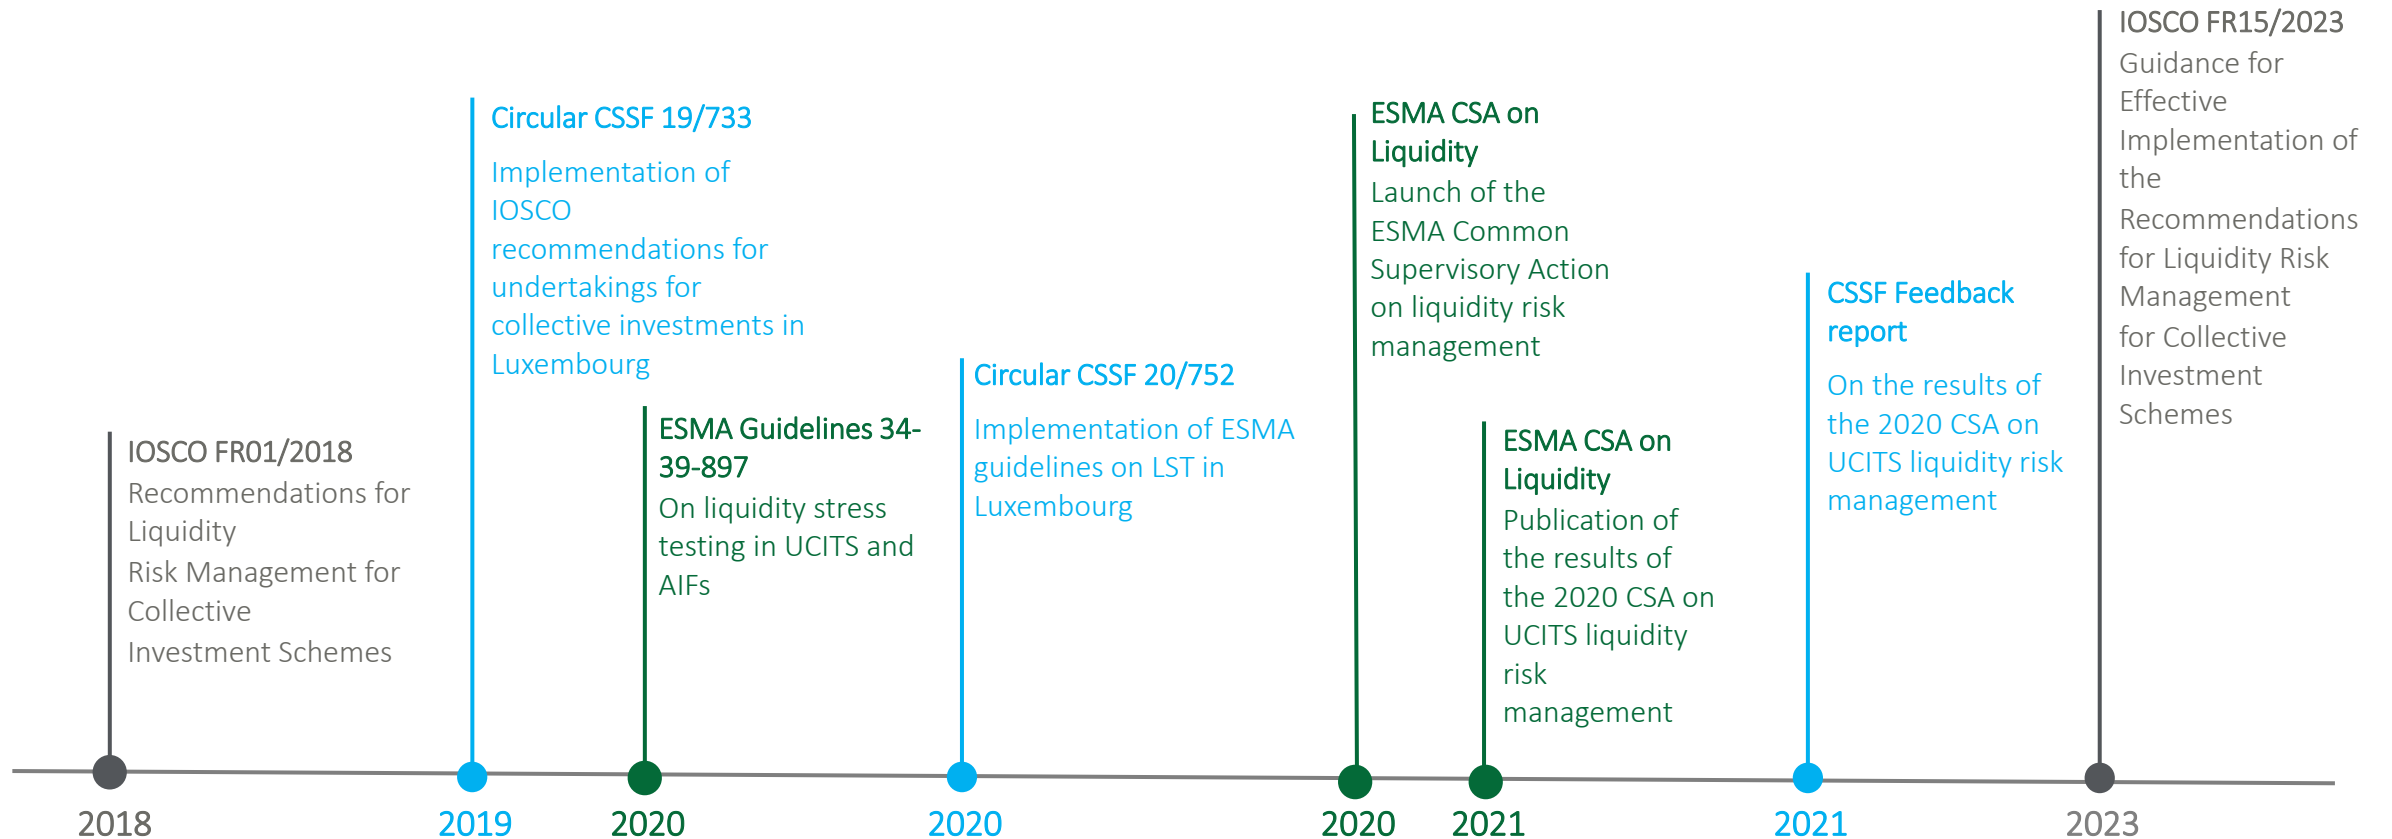 IOSCO FR01/2018
Recommendations for
Liquidity
Risk Management for
Collective
Investment Schemes
2018
Circular CSSF 19/733
Implementation of
IOSCO
recommendations for
undertakings for
collective investments in
Luxembourg
2019
ESMA Guidelines 34-
39-897
On liquidity stress
testing in UCITS and
AIFs
2020
Circular CSSF 20/752
Implementation of ESMA
guidelines on LST in
Luxembourg
2020
ESMA CSA on
Liquidity
Launch of the
ESMA Common
Supervisory Action
on liquidity risk
management
2020
ESMA CSA on
Liquidity
Publication of
the results of
the 2020 CSA on
UCITS liquidity
risk
management
2021
CSSF Feedback
report
On the results of
the 2020 CSA on
UCITS liquidity risk
management
2021
IOSCO FR15/2023
Guidance for
Effective
Implementation of
the
Recommendations
for Liquidity Risk
Management
for Collective
Investment
Schemes
2023